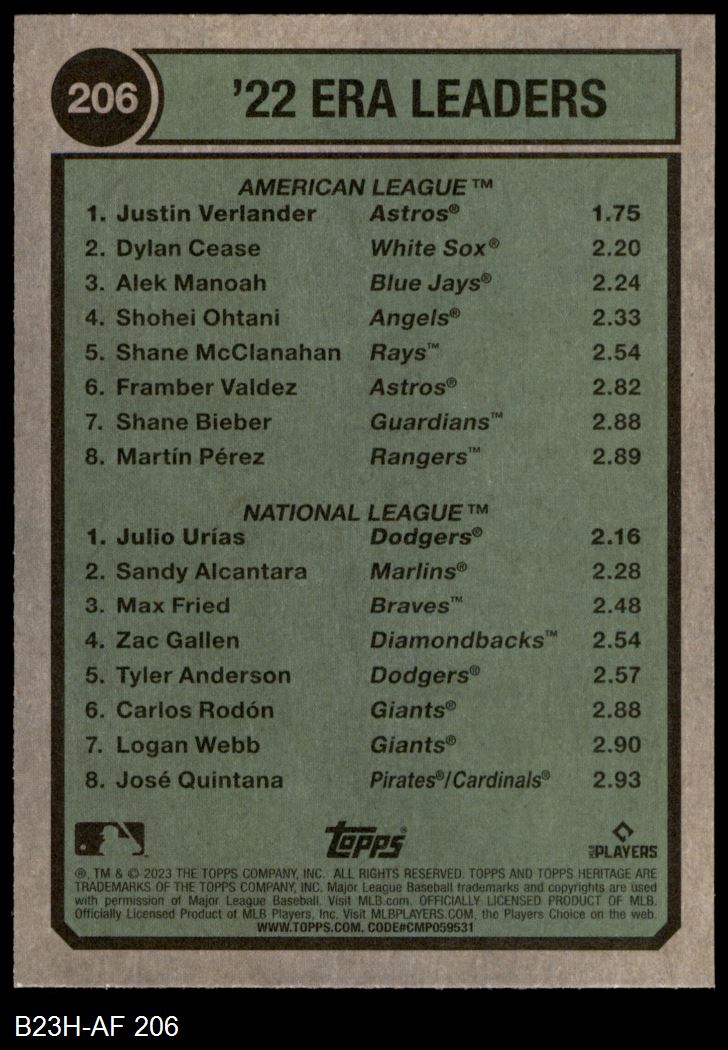 206
'22 ERA LEADERS
AMERICAN LEAGUE™
1. Justin Verlander Astros® 1.75
2. Dylan Cease White Sox® 2.20
3. Alek Manoah Blue Jays® 2.24
4. Shohei Ohtani Angels® 2.33
5. Shane McClanahan Rays™ 2.54
6. Framber Valdez Astros® 2.82
7. Shane Bieber Guardians™ 2.88
8. Martín Pérez Rangers™ 2.89
NATIONAL LEAGUE™
1. Julio Urías Dodgers® 2.16
2. Sandy Alcantara Marlins® 2.28
3. Max Fried Braves™ 2.48
4. Zac Gallen Diamondbacks™ 2.54
5. Tyler Anderson Dodgers® 2.57
6. Carlos Rodón Giants® 2.88
7. Logan Webb Giants® 2.90
8. José Quintana Pirates®/Cardinals® 2.93
topps®
MLB PLAYERS
®, TM & © 2023 THE TOPPS COMPANY, INC. ALL RIGHTS RESERVED. TOPPS AND TOPPS HERITAGE ARE
TRADEMARKS OF THE TOPPS COMPANY, INC. Major League Baseball trademarks and copyrights are used
with permission of Major League Baseball. Visit MLB.com. OFFICIALLY LICENSED PRODUCT OF MLB.
Officially Licensed Product of MLB Players, Inc. Visit MLBPLAYERS.COM, the Players Choice on the web.
WWW.TOPPS.COM. CODE#CMP059531
B23H-AF 206